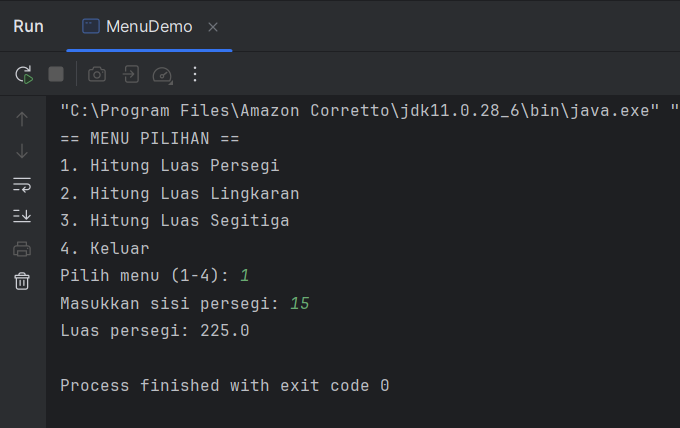 Run MenuDemo
"C:\Program Files\Amazon Corretto\jdk11.0.28_6\bin\java.exe" "
== MENU PILIHAN ==
1. Hitung Luas Persegi
2. Hitung Luas Lingkaran
3. Hitung Luas Segitiga
4. Keluar
Pilih menu (1-4): 1
Masukkan sisi persegi: 15
Luas persegi: 225.0
Process finished with exit code 0